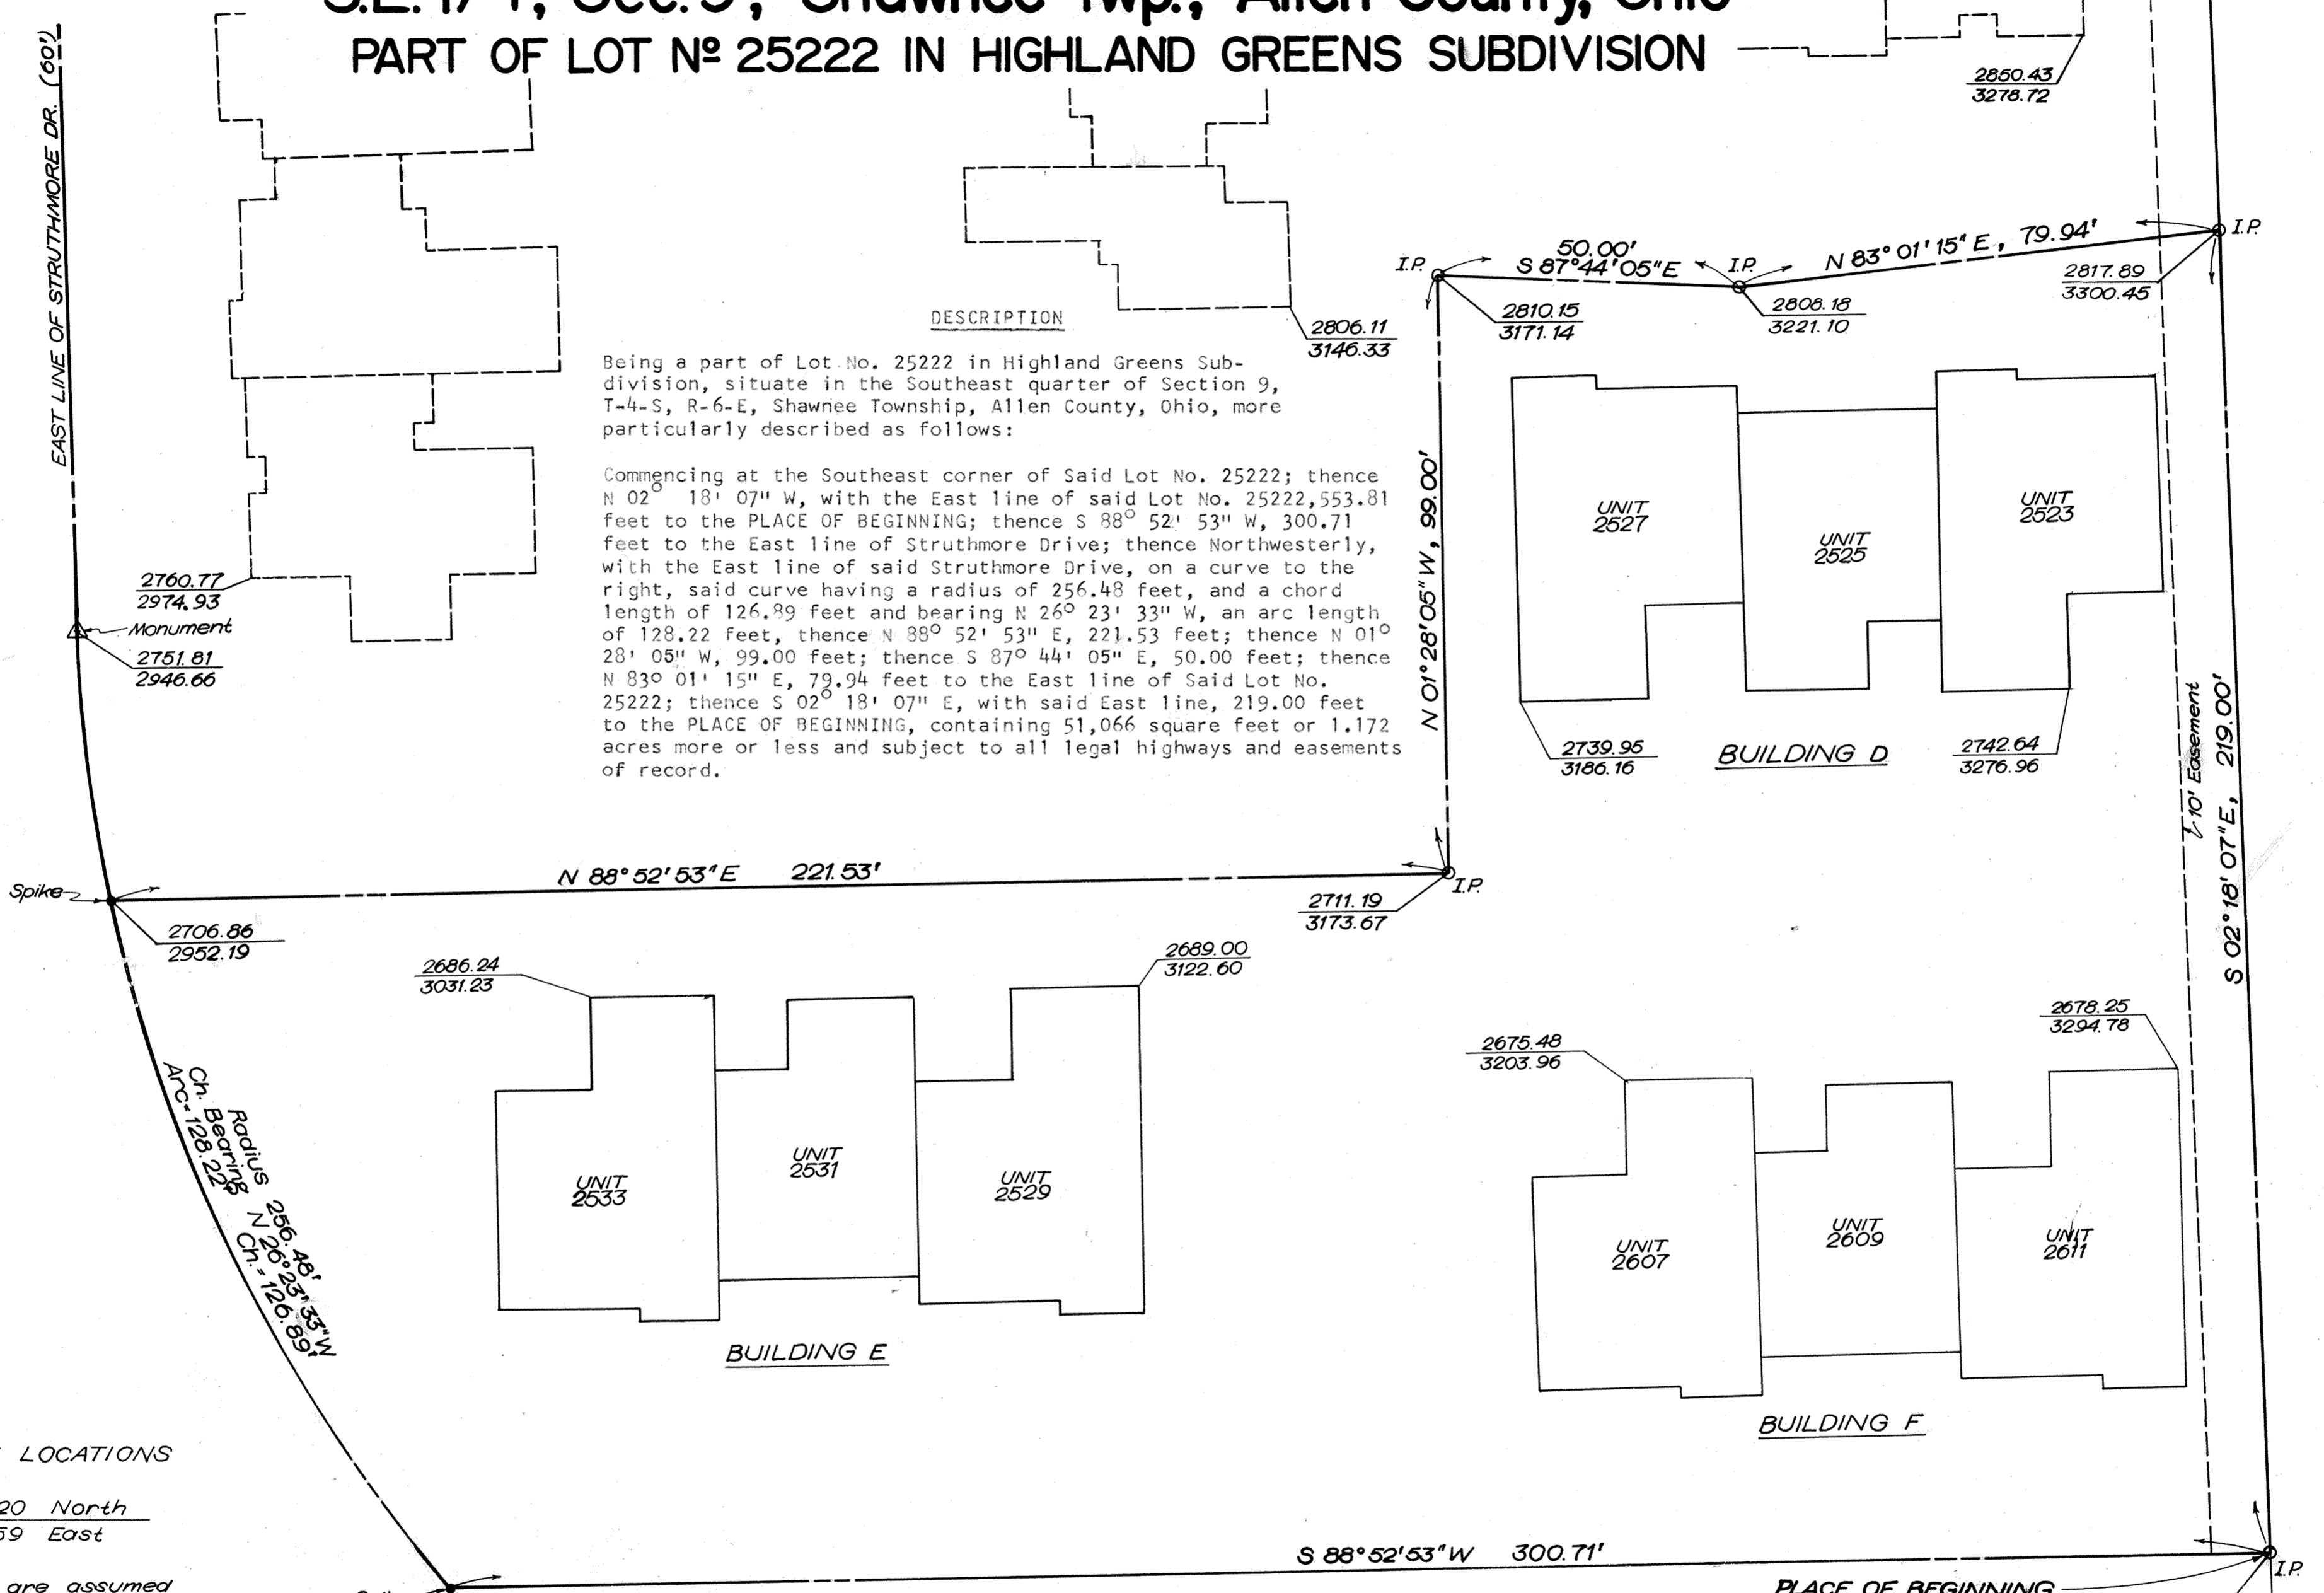 PART OF LOT Nº 25222 IN HIGHLAND GREENS SUBDIVISION
EAST LINE OF STRUTHMORE DR. (60')
2850.43
3278.72
I.P.
50.00'
S 87°44'05"E
I.P.
N 83°01'15"E, 79.94'
I.P.
2817.89
3300.45
2810.15
3171.14
2808.18
3221.10
2806.11
3146.33
DESCRIPTION
Being a part of Lot No. 25222 in Highland Greens Sub-
division, situate in the Southeast quarter of Section 9,
T-4-S, R-6-E, Shawnee Township, Allen County, Ohio, more
particularly described as follows:
Commencing at the Southeast corner of Said Lot No. 25222; thence
N 02° 18' 07" W, with the East line of said Lot No. 25222,553.81
feet to the PLACE OF BEGINNING; thence S 88° 52' 53" W, 300.71
feet to the East line of Struthmore Drive; thence Northwesterly,
with the East line of said Struthmore Drive, on a curve to the
right, said curve having a radius of 256.48 feet, and a chord
length of 126.89 feet and bearing N 26° 23' 33" W, an arc length
of 128.22 feet, thence N 88° 52' 53" E, 221.53 feet; thence N 01°
28' 05" W, 99.00 feet; thence S 87° 44' 05" E, 50.00 feet; thence
N 83° 01' 15" E, 79.94 feet to the East line of Said Lot No.
25222; thence S 02° 18' 07" E, with said East line, 219.00 feet
to the PLACE OF BEGINNING, containing 51,066 square feet or 1.172
acres more or less and subject to all legal highways and easements
of record.
2760.77
2974.93
Monument
2751.81
2946.66
N 01°28'05"W, 99.00'
UNIT
2527
UNIT
2525
UNIT
2523
2739.95
3186.16
BUILDING D
2742.64
3276.96
10' Easement
S 02°18'07"E, 219.00'
Spike
N 88°52'53"E 221.53'
I.P.
2711.19
3173.67
2706.86
2952.19
2686.24
3031.23
2689.00
3122.60
2675.48
3203.96
2678.25
3294.78
Radius 256.48'
Ch. Bearing N 26°23'33"W
Arc=128.22' Ch.=126.89'
UNIT
2533
UNIT
2531
UNIT
2529
BUILDING E
UNIT
2607
UNIT
2609
UNIT
2611
BUILDING F
LOCATIONS
20 North
59 East
are assumed
S 88°52'53"W 300.71'
I.P.
PLACE OF BEGINNING